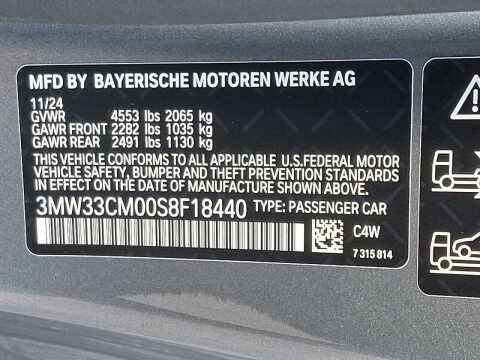 MFD BY BAYERISCHE MOTOREN WERKE AG
11/24
GVWR 4553 lbs 2065 kg
GAWR FRONT 2282 lbs 1035 kg
GAWR REAR 2491 lbs 1130 kg
THIS VEHICLE CONFORMS TO ALL APPLICABLE U.S.FEDERAL MOTOR
VEHICLE SAFETY, BUMPER AND THEFT PREVENTION STANDARDS
IN EFFECT ON THE DATE OF MANUFACTURE SHOWN ABOVE.
3MW33CM00S8F18440 TYPE: PASSENGER CAR
C4W
7 315 814